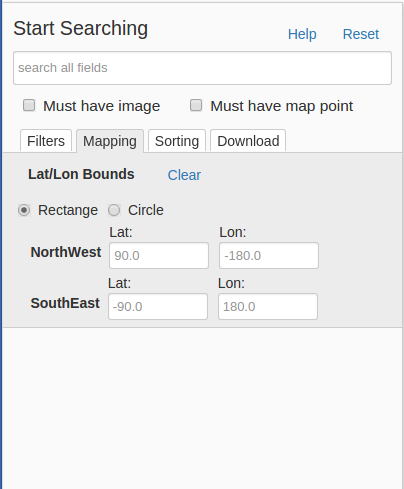 Start Searching
Help Reset
search all fields
Must have image Must have map point
Filters Mapping Sorting Download
Lat/Lon Bounds Clear
Rectange Circle
Lat: Lon:
NorthWest 90.0 -180.0
Lat: Lon:
SouthEast -90.0 180.0